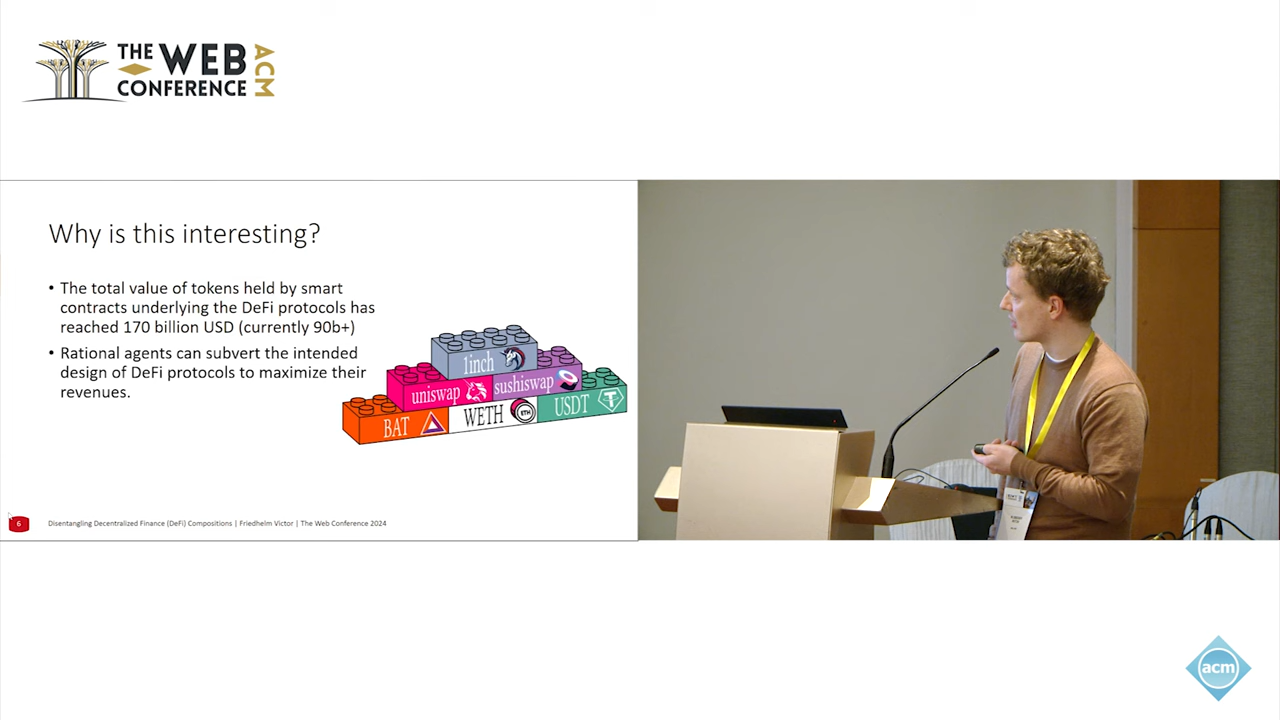 THE WEB
CONFERENCE
ACM
Why is this interesting?
• The total value of tokens held by smart
contracts underlying the DeFi protocols has
reached 170 billion USD (currently 90b+)
• Rational agents can subvert the intended
design of DeFi protocols to maximize their
revenues.
1inch
uniswap
sushiswap
BAT
WETH
ETH
USDT
6
Disentangling Decentralized Finance (DeFi) Compositions | Friedhelm Victor | The Web Conference 2024
acm